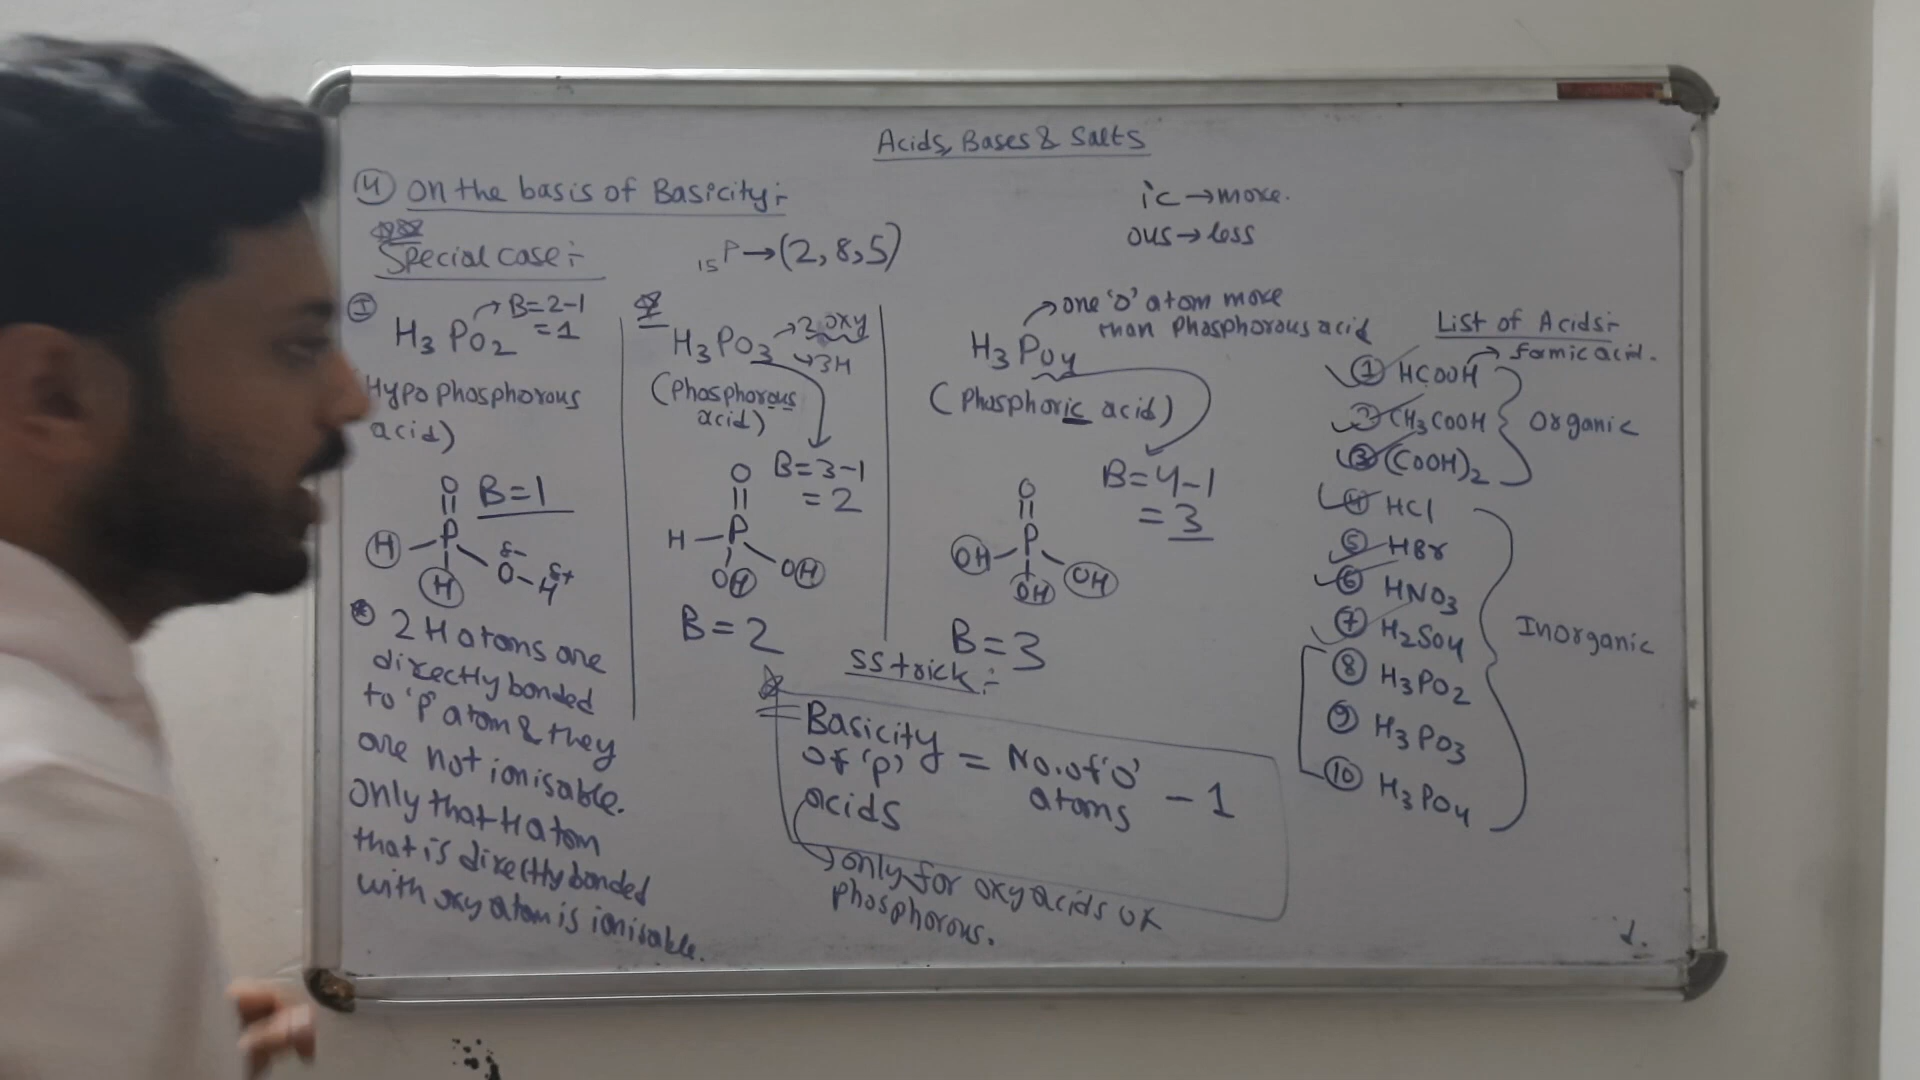 Acids, Bases & Salts
④ On the basis of Basicity:-
Special case:-
₁₅P → (2, 8, 5)
ic → more.
ous → less
Ⓘ
H₃PO₂ → B=2-1
=1
Hypophosphorous
acid)
O
P
H
H
δ-
O-H δ+
B=1
* 2 H atoms are
directly bonded
to 'P' atom & they
are not ionisable.
Only that H atom
that is directly bonded
with oxy atom is ionisable.
H₃PO₃ → 3 oxy
→ 3H
(Phosphorous
acid)
B=3-1
= 2
O
H-P
OH
OH
B=2
H₃PO₄
→ one 'O' atom more
than Phosphorous acid
(Phosphoric acid)
B=4-1
= 3
O
P
OH
OH
OH
B=3
SS trick:-
Basicity
of 'P'
acids = No. of 'O'
atoms - 1
→ only for oxyacids of
phosphorous.
List of Acids:-
① HCOOH → formic acid.
② CH₃COOH
③ (COOH)₂
Organic
④ HCl
⑤ HBr
⑥ HNO₃
⑦ H₂SO₄
⑧ H₃PO₂
⑨ H₃PO₃
⑩ H₃PO₄
Inorganic